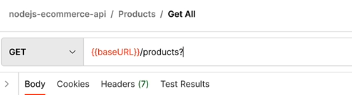 nodejs-ecommerce-api / Products / Get All
GET {{baseURL}}/products?
Body Cookies Headers (7) Test Results